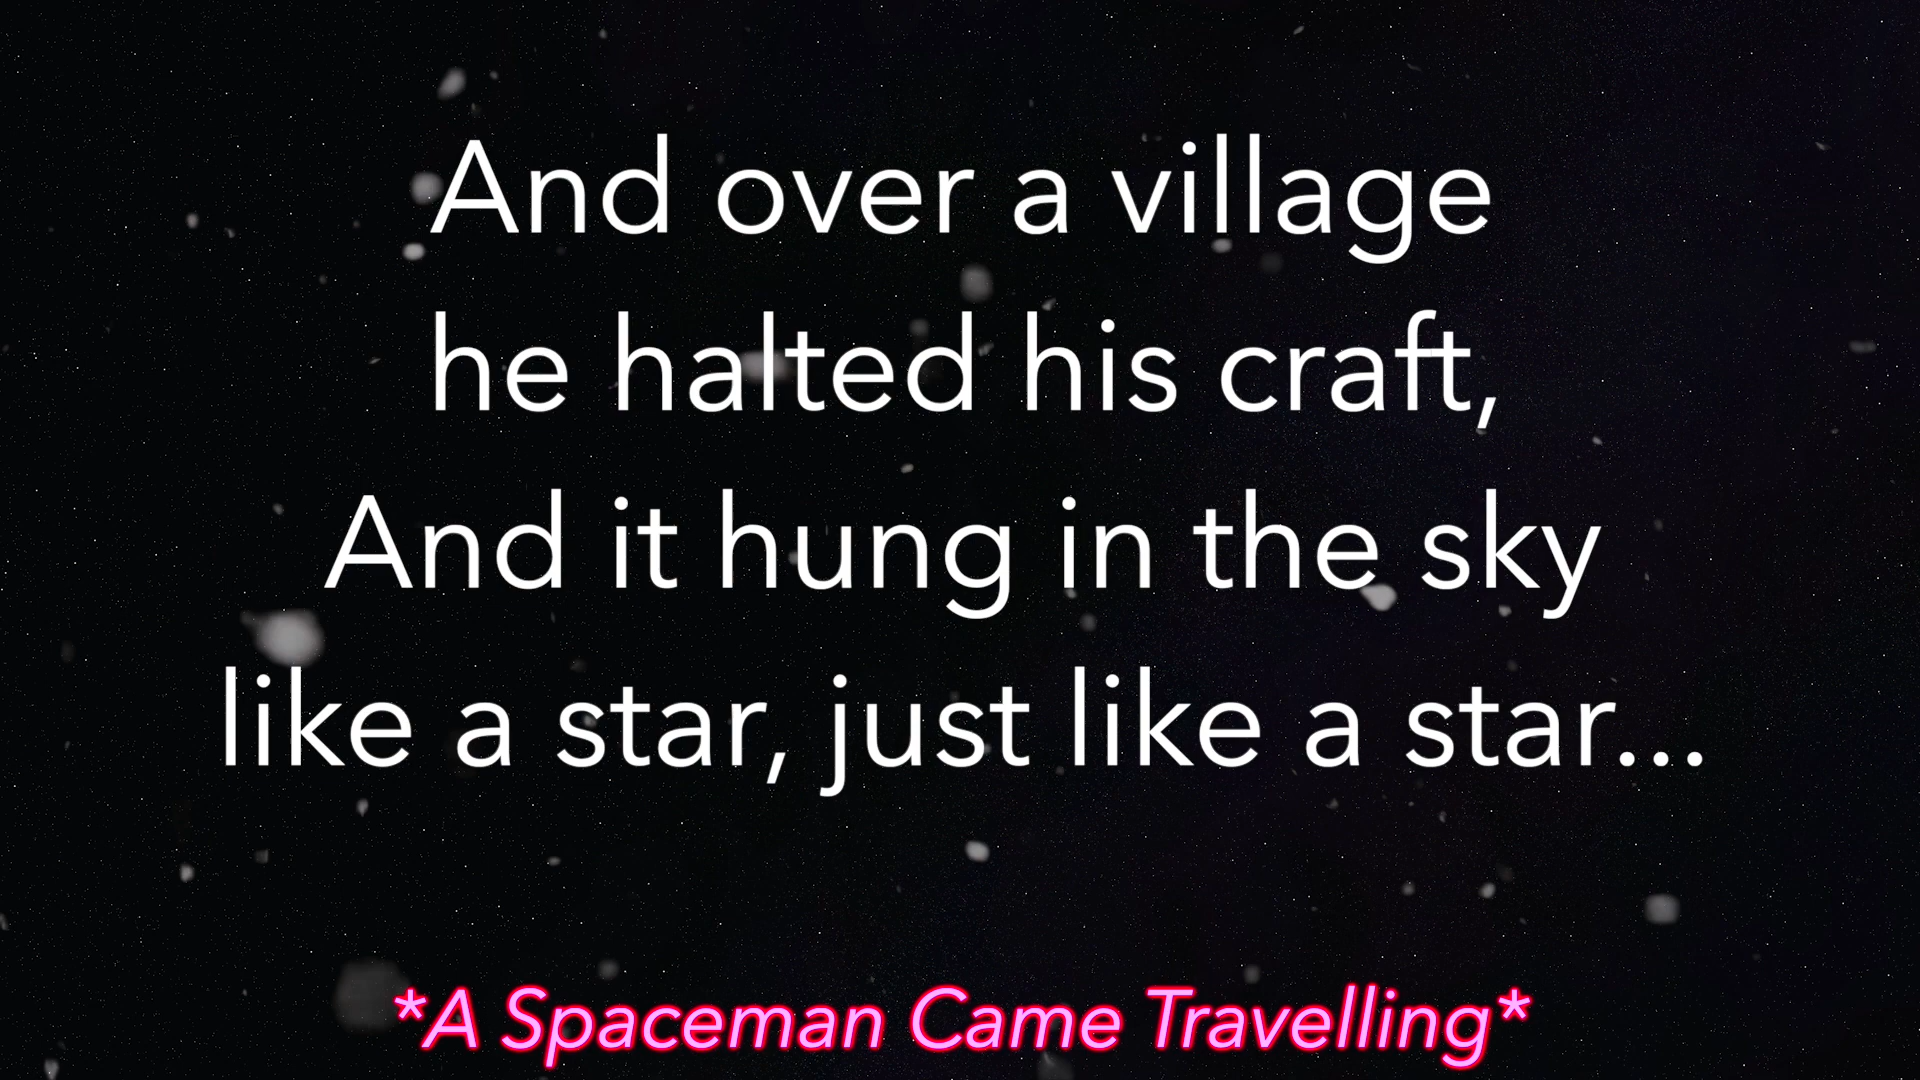 And over a village
he halted his craft,
And it hung in the sky
like a star, just like a star...
*A Spaceman Came Travelling*